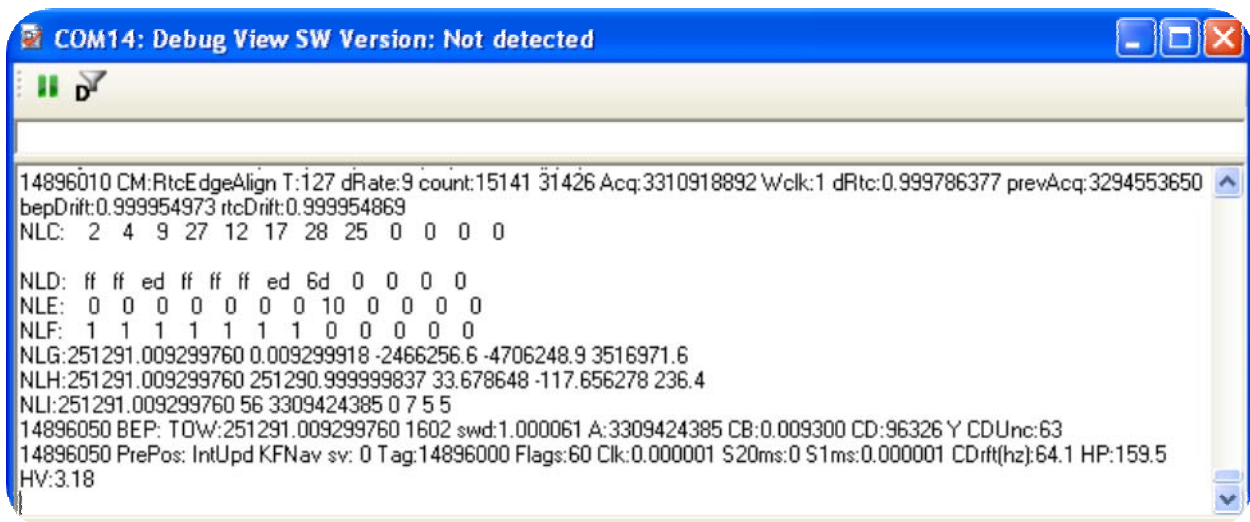 COM14: Debug View SW Version: Not detected
D
14896010 CM:RtcEdgeAlign T:127 dRate:9 count:15141 31426 Acq:3310918892 Wclk:1 dRtc:0.999786377 prevAcq:3294553650
bepDrift:0.999954973 rtcDrift:0.999954869
NLC: 2 4 9 27 12 17 28 25 0 0 0 0
NLD: ff ff ed ff ff ff ed 6d 0 0 0 0
NLE: 0 0 0 0 0 0 0 10 0 0 0 0
NLF: 1 1 1 1 1 1 1 0 0 0 0 0
NLG:251291.009299760 0.009299918 -2466256.6 -4706248.9 3516971.6
NLH:251291.009299760 251290.999999837 33.678648 -117.656278 236.4
NLI:251291.009299760 56 3309424385 0 7 5 5
14896050 BEP: TOW:251291.009299760 1602 swd:1.000061 A:3309424385 CB:0.009300 CD:96326 Y CDUnc:63
14896050 PrePos: IntUpd KFNav sv: 0 Tag:14896000 Flags:60 Clk:0.000001 S20ms:0 S1ms:0.000001 CDrft(hz):64.1 HP:159.5
HV:3.18